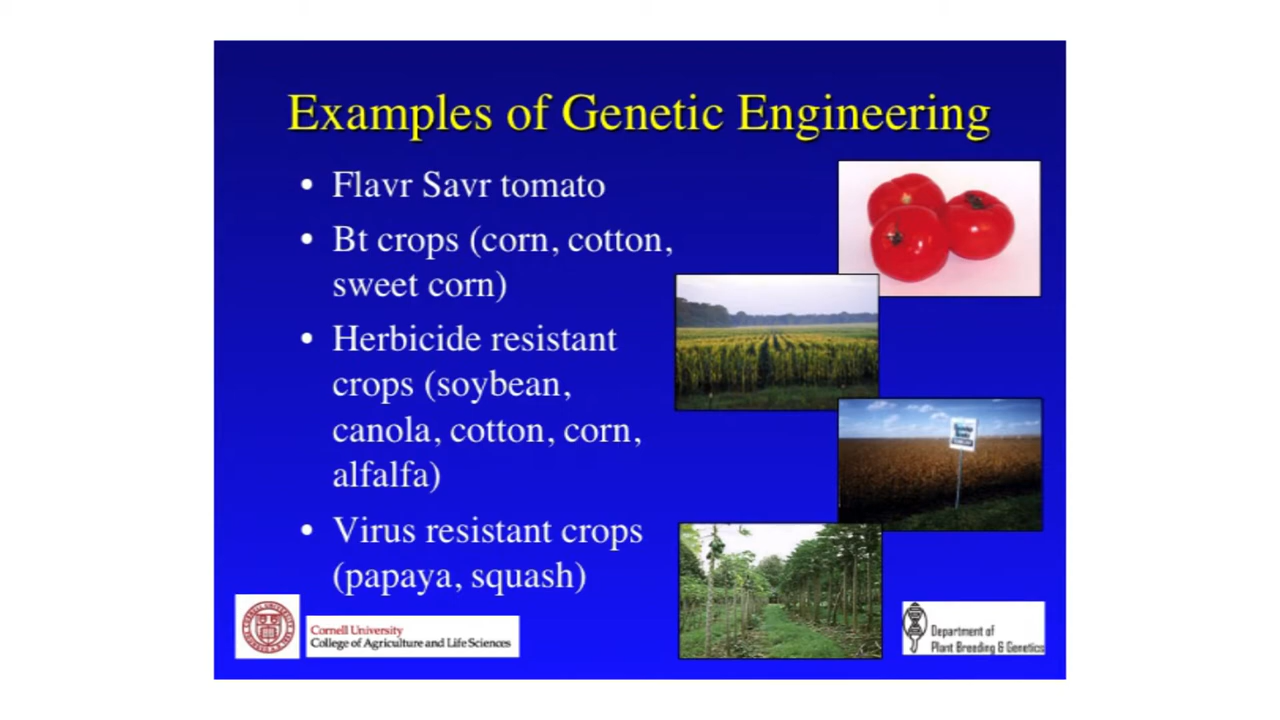 Examples of Genetic Engineering
• Flavr Savr tomato
• Bt crops (corn, cotton,
sweet corn)
• Herbicide resistant
crops (soybean,
canola, cotton, corn,
alfalfa)
• Virus resistant crops
(papaya, squash)
Cornell University
College of Agriculture and Life Sciences
Department of
Plant Breeding & Genetics